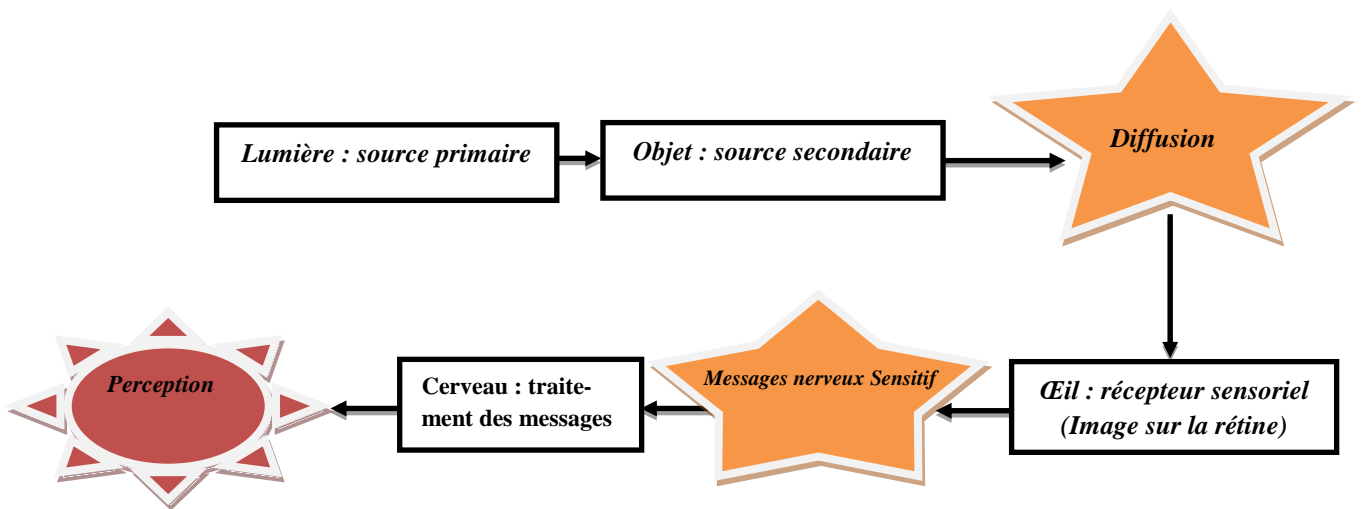 Lumière : source primaire
Objet : source secondaire
Diffusion
Œil : récepteur sensoriel
(Image sur la rétine)
Messages nerveux Sensitif
Cerveau : traite-
ment des messages
Perception